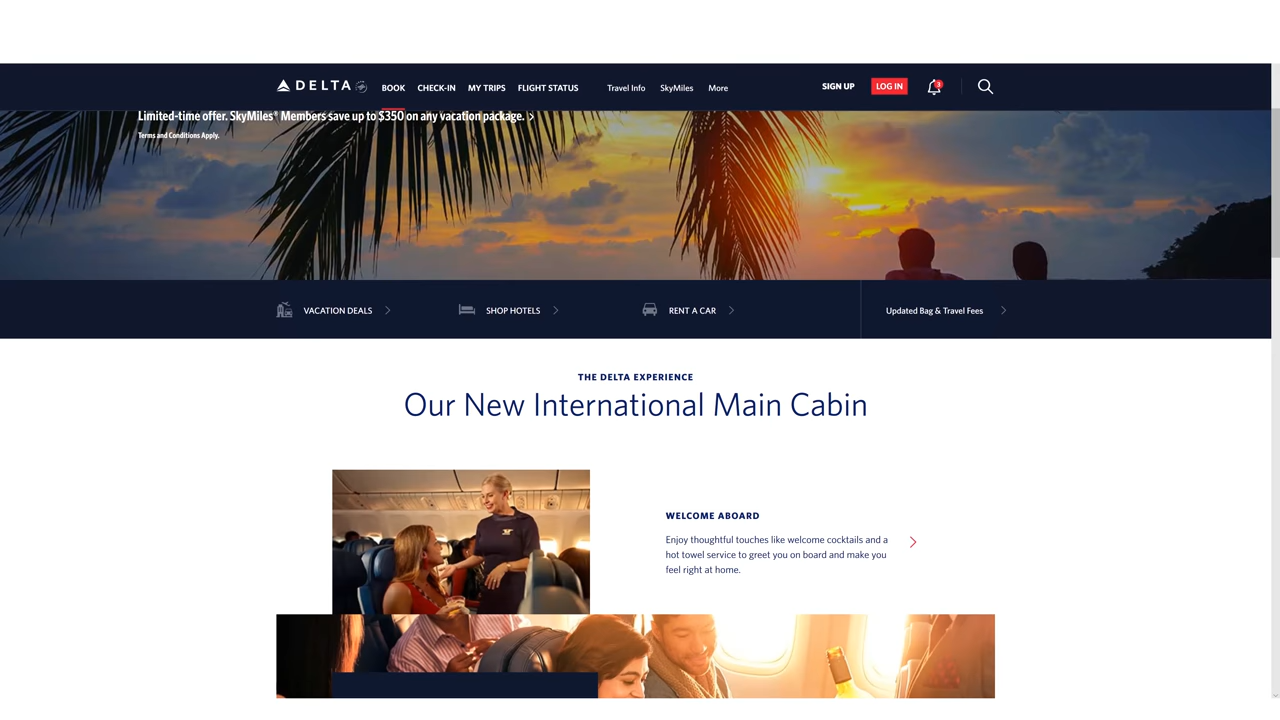 DELTA
BOOK
CHECK-IN
MY TRIPS
FLIGHT STATUS
Travel Info
SkyMiles
More
SIGN UP
LOG IN
3
Limited-time offer. SkyMiles® Members save up to $350 on any vacation package.
Terms and Conditions Apply.
VACATION DEALS
SHOP HOTELS
RENT A CAR
Updated Bag & Travel Fees
THE DELTA EXPERIENCE
Our New International Main Cabin
WELCOME ABOARD
Enjoy thoughtful touches like welcome cocktails and a
hot towel service to greet you on board and make you
feel right at home.